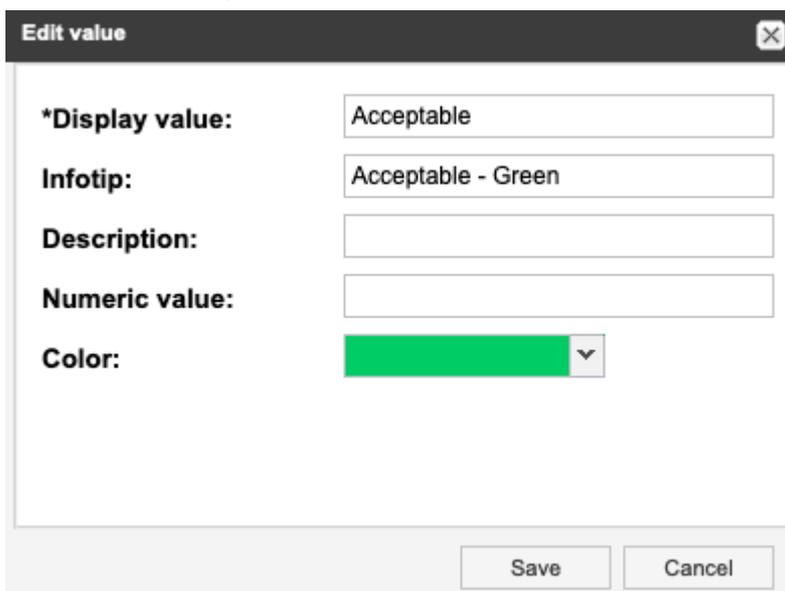 Edit value
*Display value: Acceptable
Infotip: Acceptable - Green
Description:
Numeric value:
Color:
Save Cancel